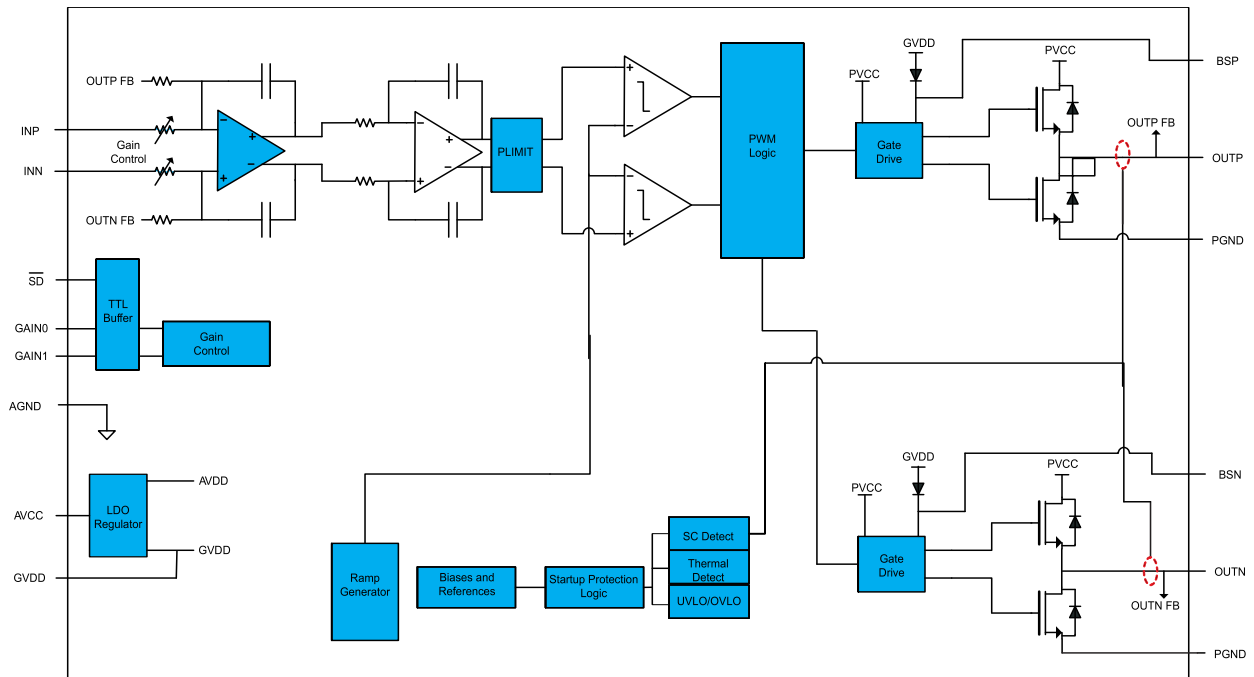 GVDD
PVCC
BSP
PVCC
OUTP FB
INP
Gain
Control
INN
OUTN FB
PLIMIT
PWM
Logic
Gate
Drive
OUTP FB
OUTP
PGND
SD
GAIN0
GAIN1
TTL
Buffer
Gain
Control
AGND
AVCC
LDO
Regulator
AVDD
GVDD
GVDD
Ramp
Generator
Biases and
References
Startup Protection
Logic
SC Detect
Thermal
Detect
UVLO/OVLO
GVDD
PVCC
BSN
PVCC
Gate
Drive
OUTN
OUTN FB
PGND